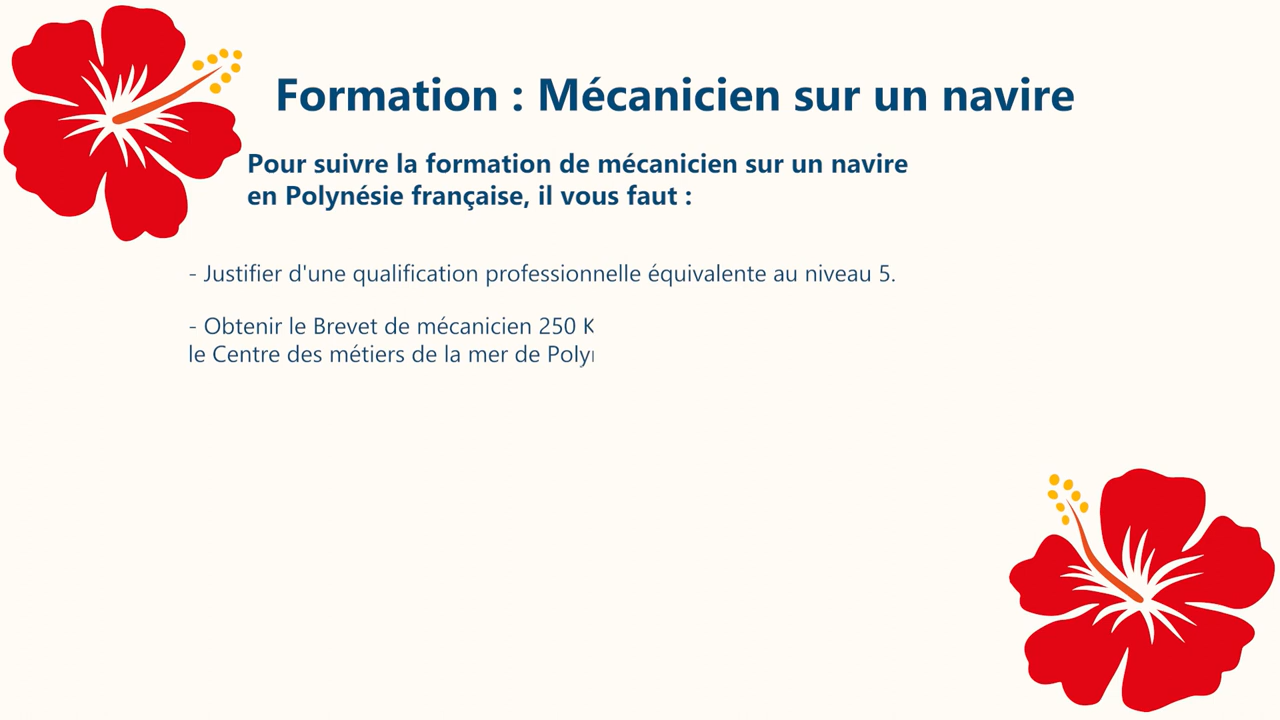 Formation : Mécanicien sur un navire
Pour suivre la formation de mécanicien sur un navire
en Polynésie française, il vous faut :
- Justifier d'une qualification professionnelle équivalente au niveau 5.
- Obtenir le Brevet de mécanicien 250 K
le Centre des métiers de la mer de Poly